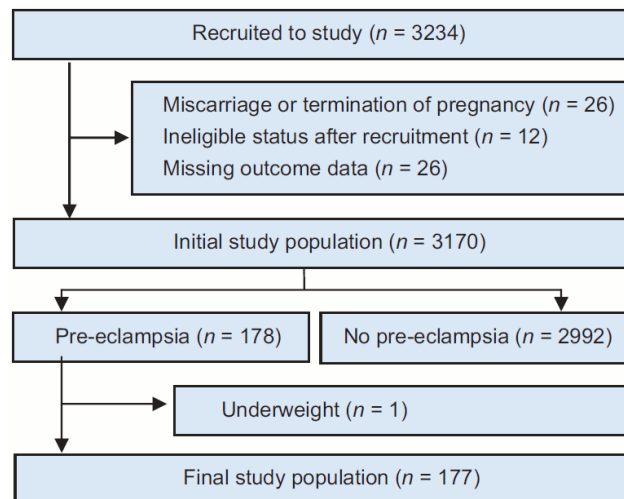 Recruited to study (n = 3234)
Miscarriage or termination of pregnancy (n = 26)
Ineligible status after recruitment (n = 12)
Missing outcome data (n = 26)
Initial study population (n = 3170)
Pre-eclampsia (n = 178)
No pre-eclampsia (n = 2992)
Underweight (n = 1)
Final study population (n = 177)